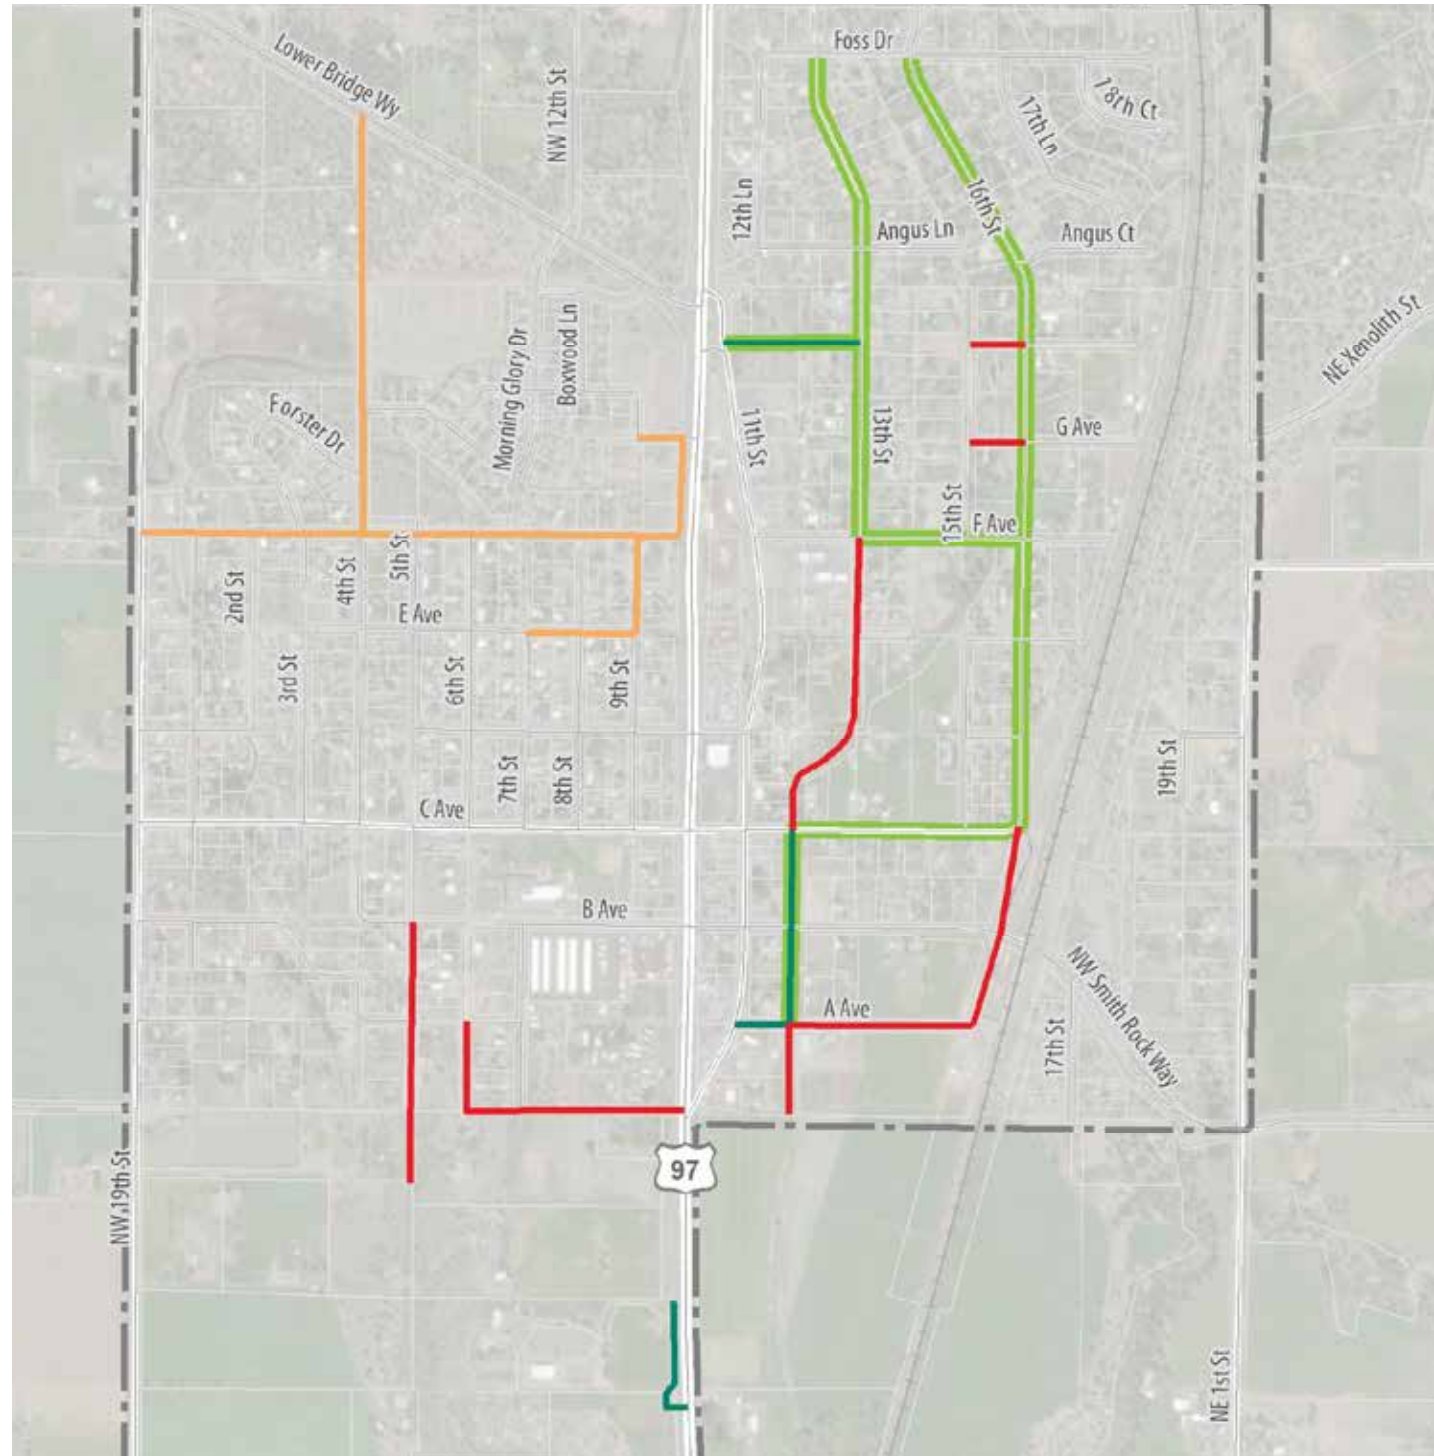 Foss Dr
Lower Bridge Wy
NW 12th St
18th Ct
17th Ln
12th Ln
16th St
Angus Ln
Angus Ct
NE Xenolith St
Boxwood Ln
Morning Glory Dr
Forster Dr
11th St
13th St
G Ave
15th St
F Ave
5th St
4th St
2nd St
E Ave
3rd St
6th St
9th St
7th St
8th St
19th St
C Ave
B Ave
A Ave
NW Smith Rock Way
17th St
97
NW 19th St
NE 1st St